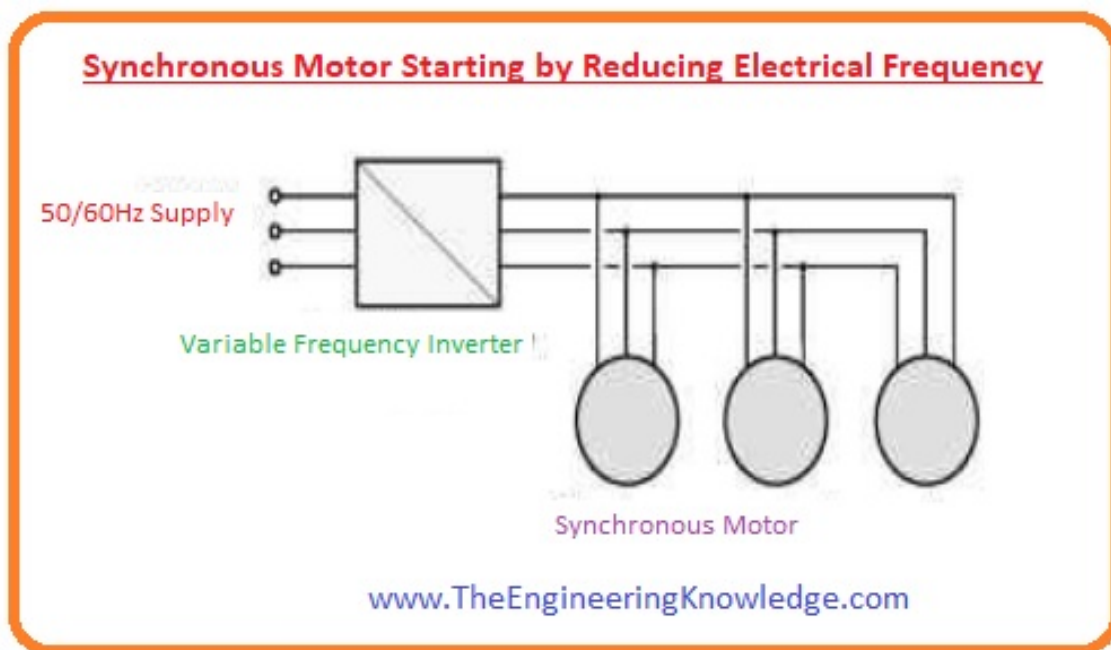 Synchronous Motor Starting by Reducing Electrical Frequency
50/60Hz Supply
Variable Frequency Inverter
Synchronous Motor
www.TheEngineeringKnowledge.com